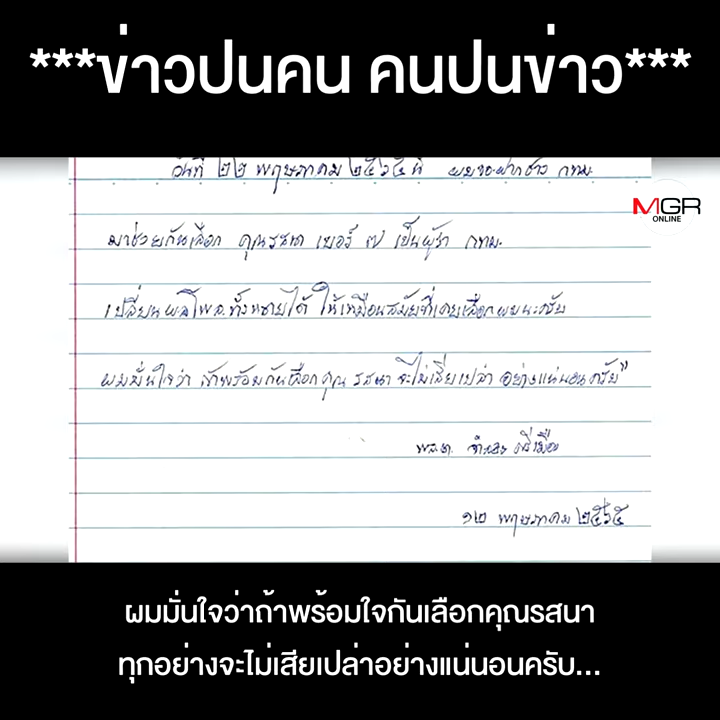 ***ข่าวปนคน คนปนข่าว***
วันที่ ๒๒ พฤษภาคม ๒๕๖๕ นี้ ผมขอฝากชาว กทม.
MGR
ONLINE
มาช่วยกันเลือก คุณรสนา เบอร์ ๗ เป็นผู้ว่า กทม.
เปลี่ยนผลโพลทั้งหลายได้ ให้เหมือนสมัยที่เคยเลือกผมนะครับ
ผมมั่นใจว่า ถ้าพร้อมกันเลือกคุณ รสนา จะไม่เสียเปล่า อย่างแน่นอนครับ"
พล.ต. จำลอง ศรีเมือง
๑๒ พฤษภาคม ๒๕๖๕
ผมมั่นใจว่าถ้าพร้อมใจกันเลือกคุณรสนา
ทุกอย่างจะไม่เสียเปล่าอย่างแน่นอนครับ...